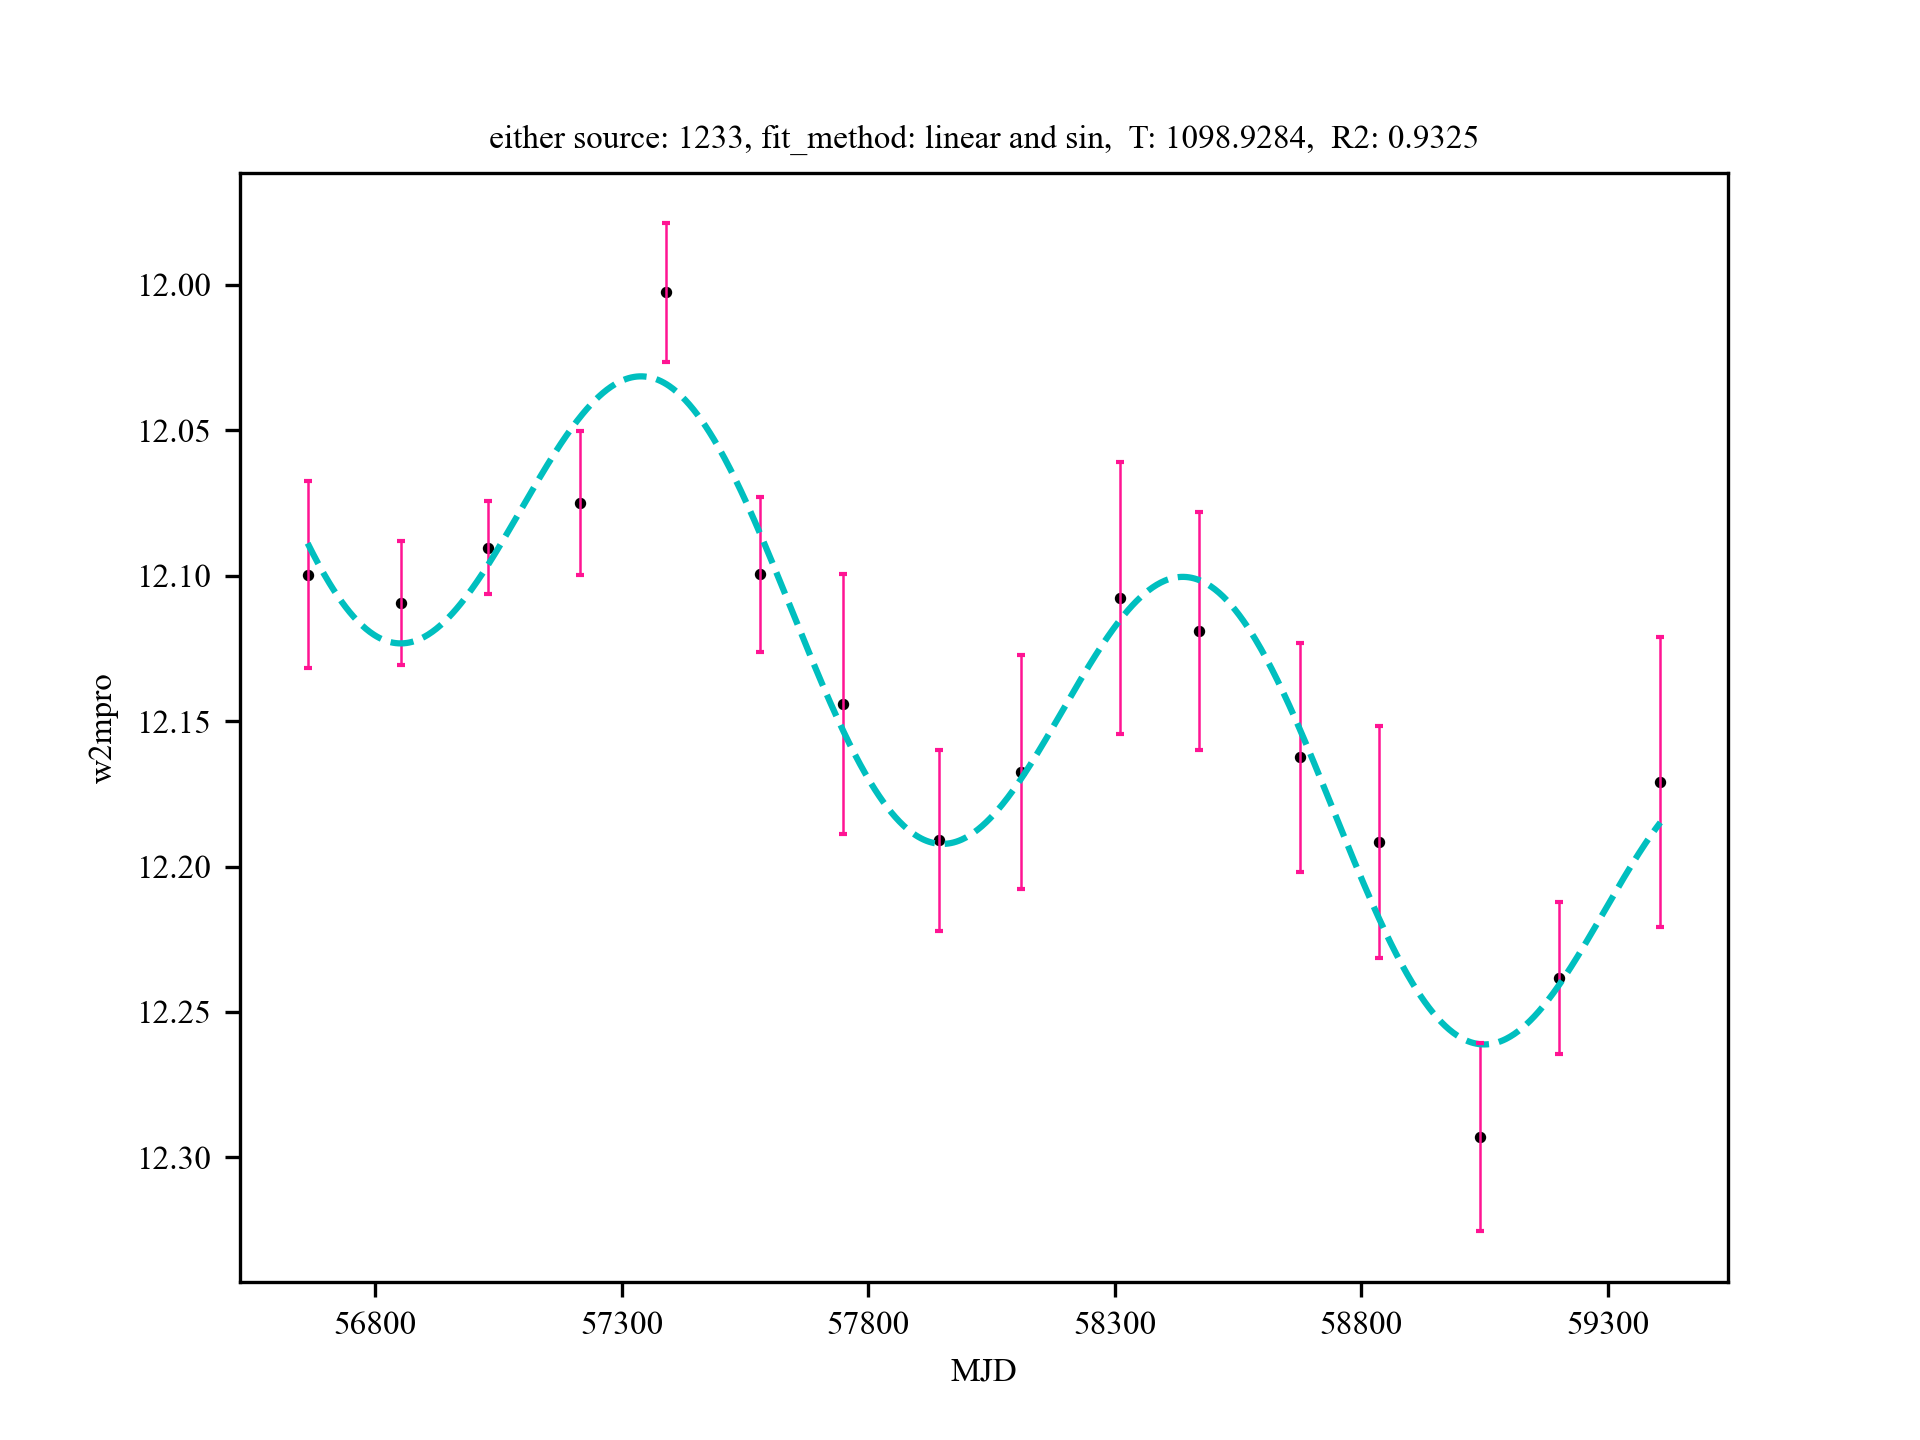 either source: 1233, fit_method: linear and sin,  T: 1098.9284,  R2: 0.9325
12.00
12.05
12.10
12.15
12.20
12.25
12.30
w2mpro
56800 57300 57800 58300 58800 59300
MJD